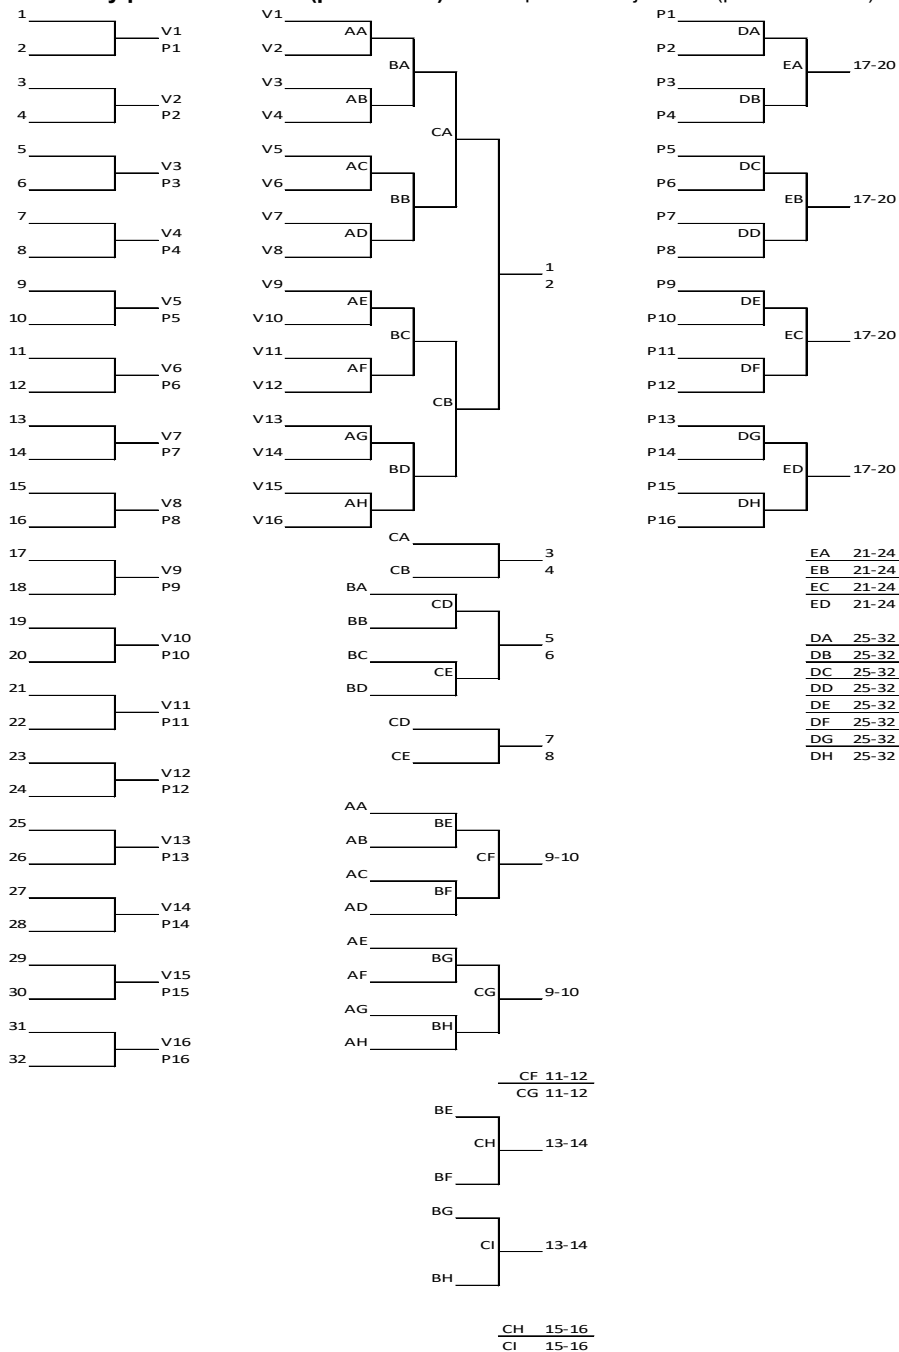 1
V1
2
P1
3
V2
4
P2
5
V3
6
P3
7
V4
8
P4
9
V5
10
P5
11
V6
12
P6
13
V7
14
P7
15
V8
16
P8
17
V9
18
P9
19
V10
20
P10
21
V11
22
P11
23
V12
24
P12
25
V13
26
P13
27
V14
28
P14
29
V15
30
P15
31
V16
32
P16
V1
AA
V2
BA
V3
AB
V4
CA
V5
AC
V6
BB
V7
AD
V8
1
2
V9
AE
V10
BC
V11
AF
V12
CB
V13
AG
V14
BD
V15
AH
V16
CA
3
CB
4
BA
CD
BB
5
6
BC
CE
BD
CD
7
CE
8
AA
BE
AB
CF 9-10
AC
BF
AD
AE
BG
AF
CG 9-10
AG
BH
AH
CF 11-12
CG 11-12
BE
CH 13-14
BF
BG
CI 13-14
BH
CH 15-16
CI 15-16
P1
DA
P2
EA 17-20
P3
DB
P4
P5
DC
P6
EB 17-20
P7
DD
P8
P9
DE
P10
EC 17-20
P11
DF
P12
P13
DG
P14
ED 17-20
P15
DH
P16
EA 21-24
EB 21-24
EC 21-24
ED 21-24
DA 25-32
DB 25-32
DC 25-32
DD 25-32
DE 25-32
DF 25-32
DG 25-32
DH 25-32